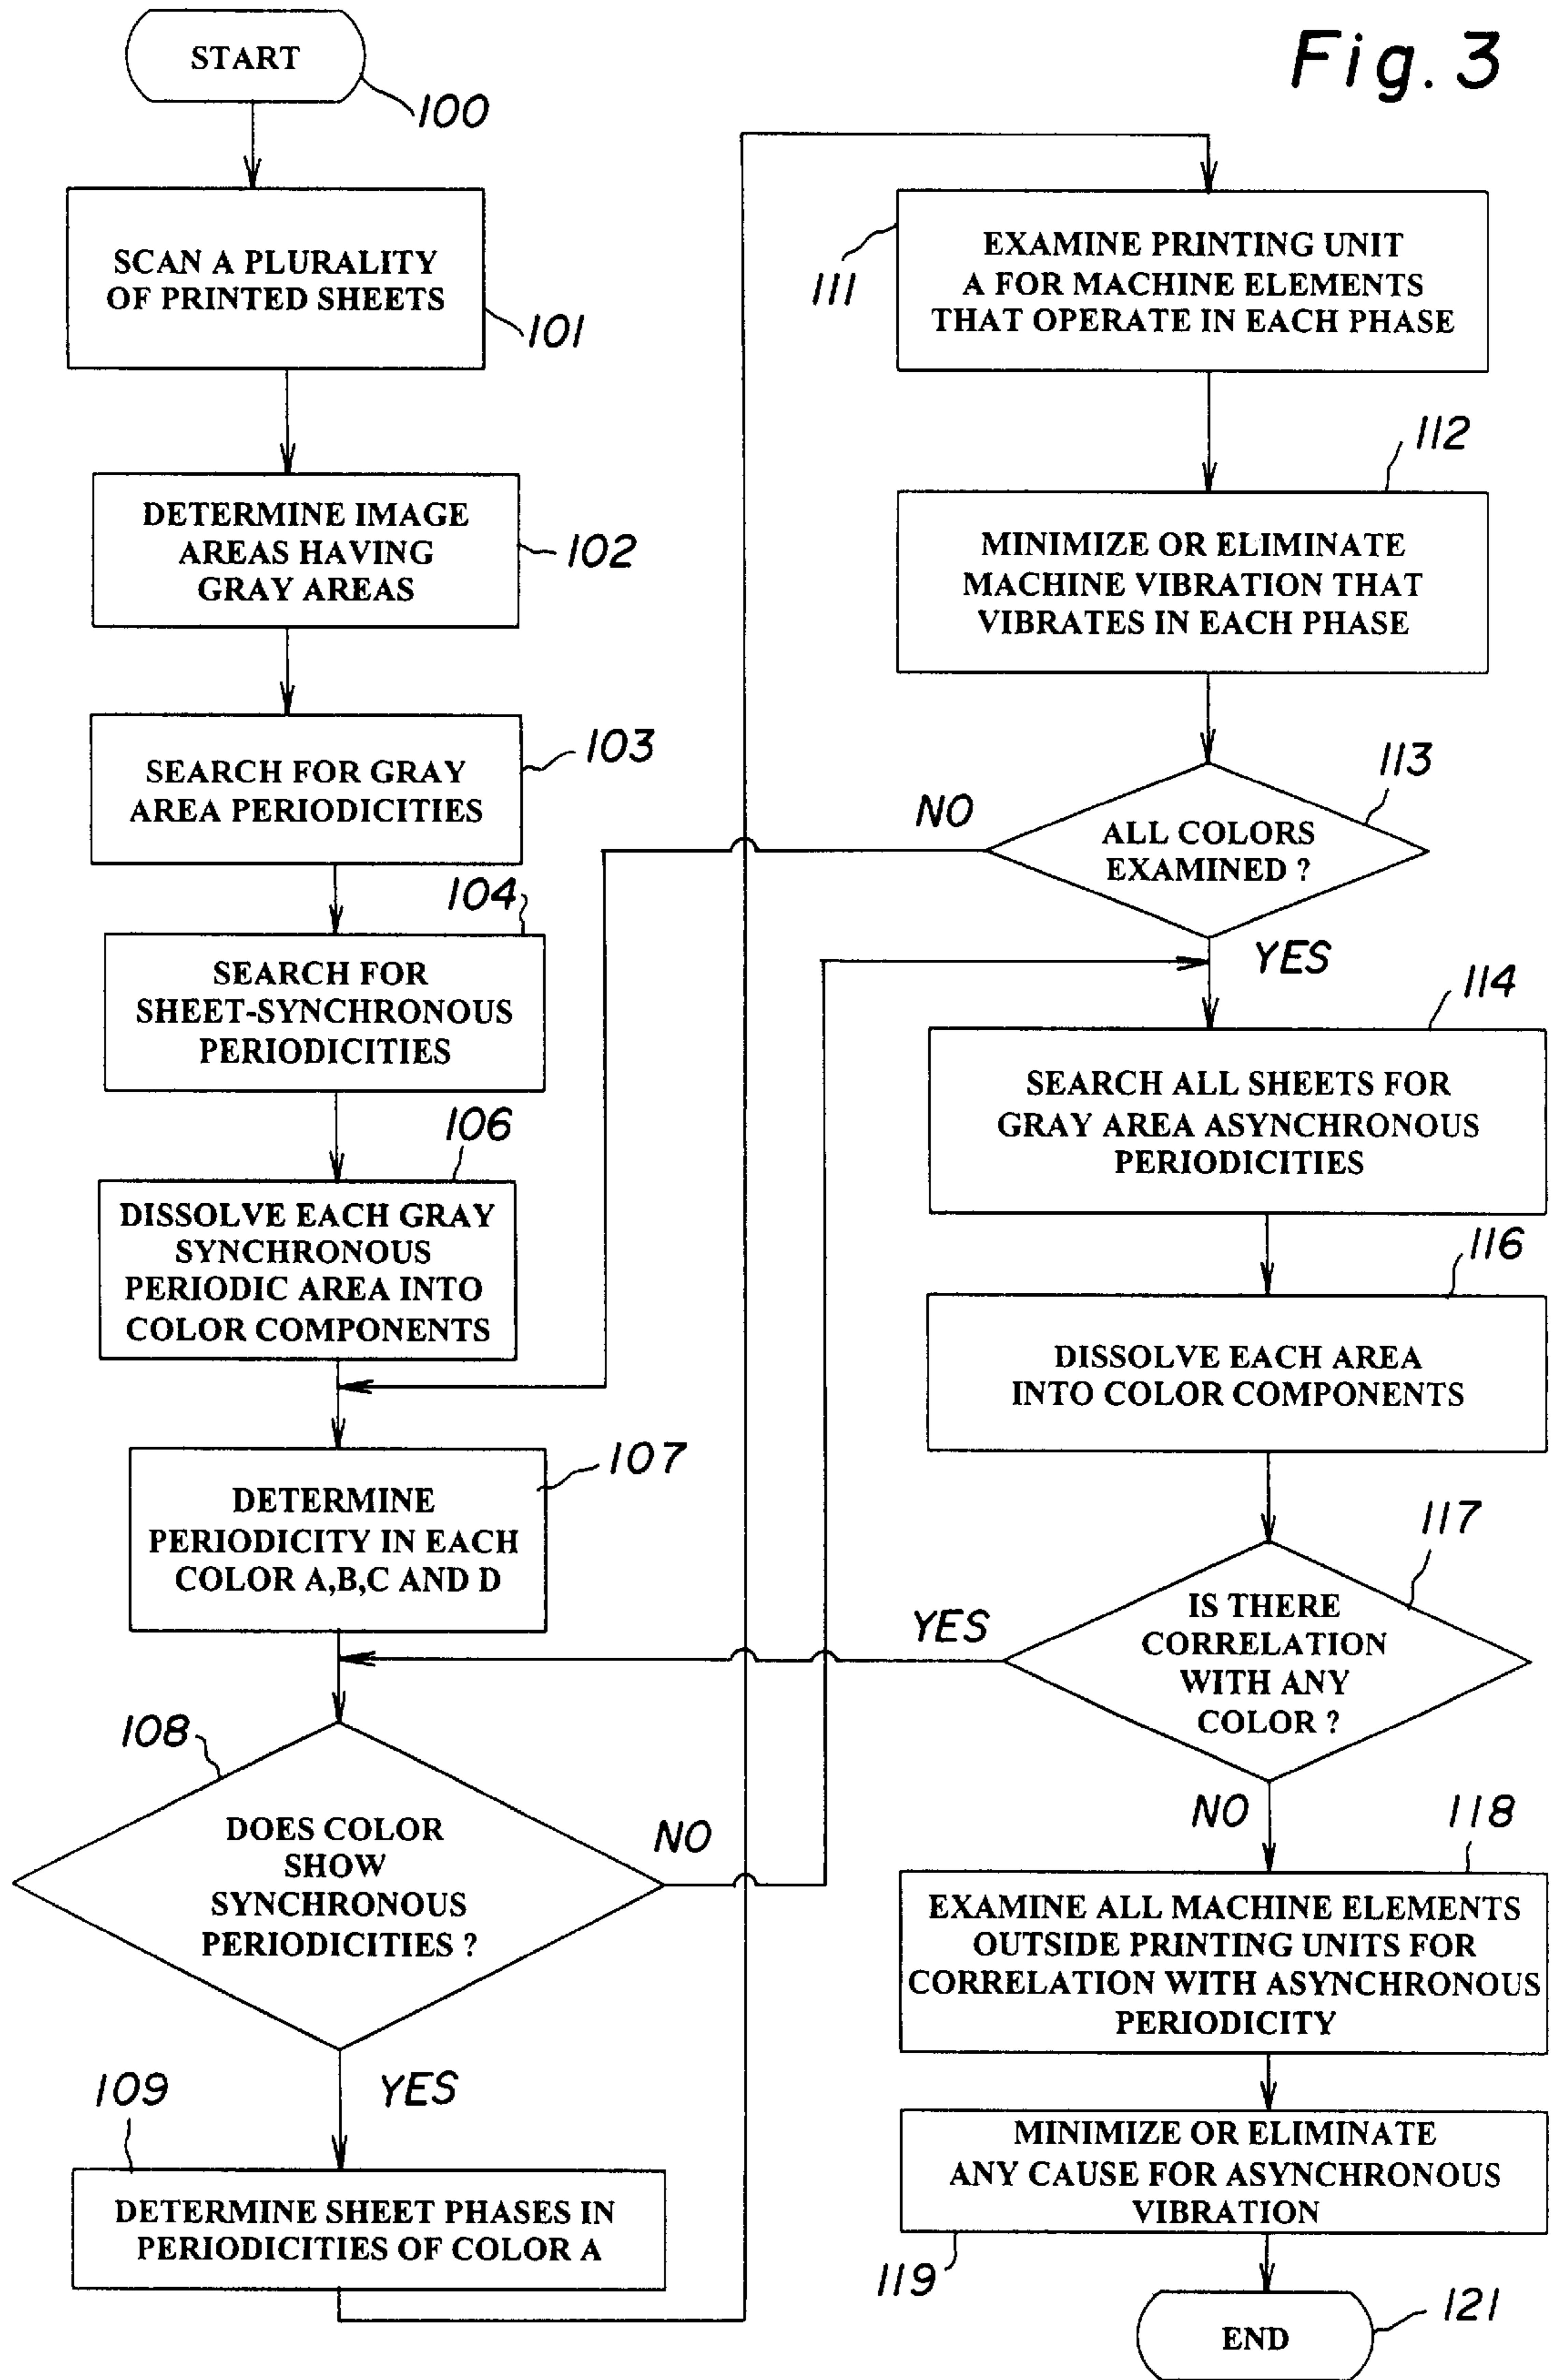 Fig. 3
START
100
SCAN A PLURALITY
OF PRINTED SHEETS
101
DETERMINE IMAGE
AREAS HAVING
GRAY AREAS
102
SEARCH FOR GRAY
AREA PERIODICITIES
103
104
SEARCH FOR
SHEET-SYNCHRONOUS
PERIODICITIES
106
DISSOLVE EACH GRAY
SYNCHRONOUS
PERIODIC AREA INTO
COLOR COMPONENTS
107
DETERMINE
PERIODICITY IN EACH
COLOR A,B,C AND D
108
DOES COLOR
SHOW
SYNCHRONOUS
PERIODICITIES ?
NO
YES
109
DETERMINE SHEET PHASES IN
PERIODICITIES OF COLOR A
111
EXAMINE PRINTING UNIT
A FOR MACHINE ELEMENTS
THAT OPERATE IN EACH PHASE
112
MINIMIZE OR ELIMINATE
MACHINE VIBRATION THAT
VIBRATES IN EACH PHASE
113
NO
ALL COLORS
EXAMINED ?
YES
114
SEARCH ALL SHEETS FOR
GRAY AREA ASYNCHRONOUS
PERIODICITIES
116
DISSOLVE EACH AREA
INTO COLOR COMPONENTS
117
YES
IS THERE
CORRELATION
WITH ANY
COLOR ?
NO
118
EXAMINE ALL MACHINE ELEMENTS
OUTSIDE PRINTING UNITS FOR
CORRELATION WITH ASYNCHRONOUS
PERIODICITY
MINIMIZE OR ELIMINATE
ANY CAUSE FOR ASYNCHRONOUS
VIBRATION
119
121
END